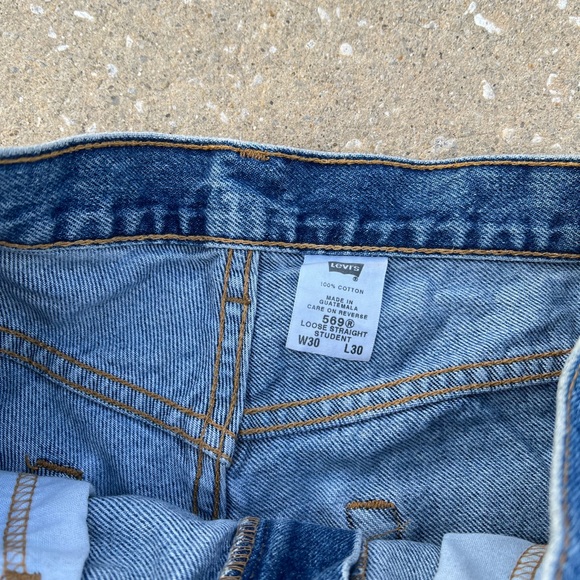 Levi's
®
100% COTTON
MADE IN
GUATEMALA
CARE ON REVERSE
569®
LOOSE STRAIGHT
STUDENT
W30 L30